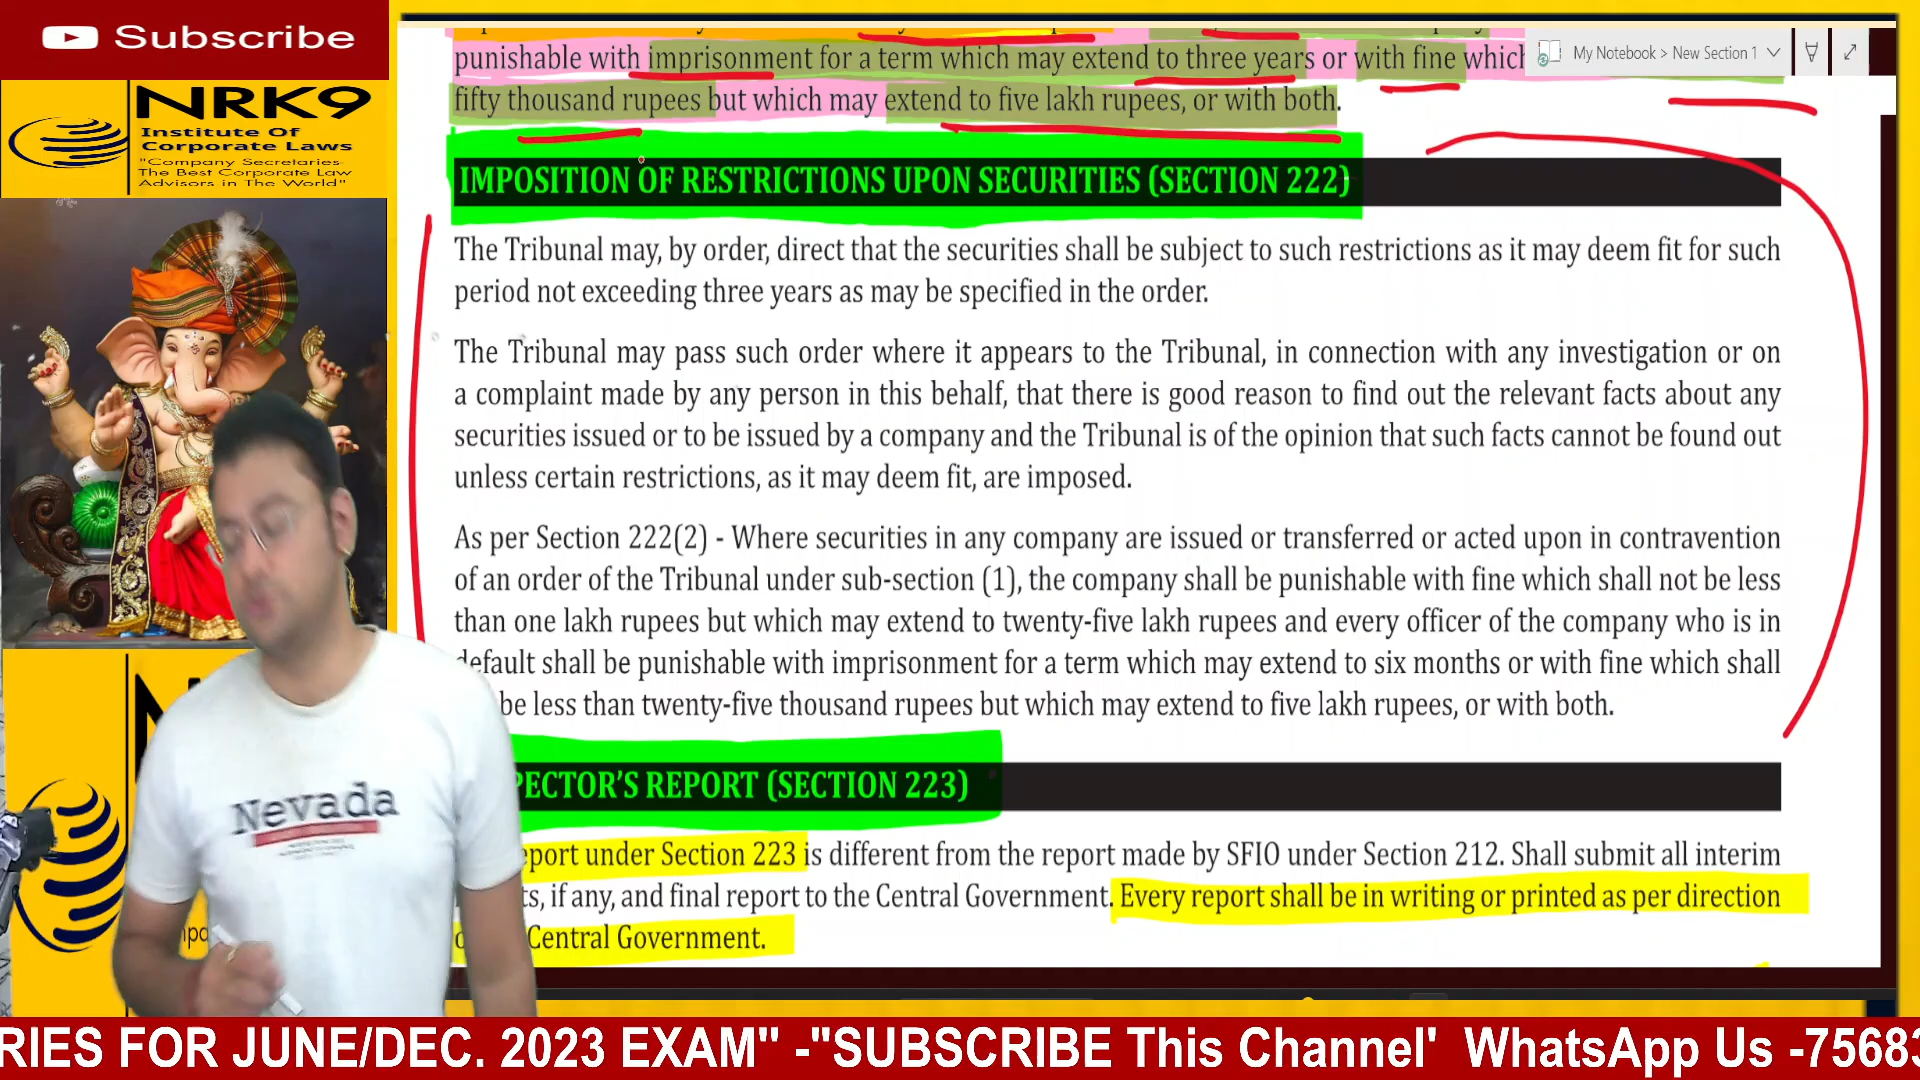 Subscribe
NRK9
Institute Of
Corporate Laws
"Company Secretaries-
The Best Corporate Law
Advisors in The World"
My Notebook > New Section 1
punishable with imprisonment for a term which may extend to three years or with fine which
fifty thousand rupees but which may extend to five lakh rupees, or with both.
IMPOSITION OF RESTRICTIONS UPON SECURITIES (SECTION 222)
The Tribunal may, by order, direct that the securities shall be subject to such restrictions as it may deem fit for such
period not exceeding three years as may be specified in the order.
The Tribunal may pass such order where it appears to the Tribunal, in connection with any investigation or on
a complaint made by any person in this behalf, that there is good reason to find out the relevant facts about any
securities issued or to be issued by a company and the Tribunal is of the opinion that such facts cannot be found out
unless certain restrictions, as it may deem fit, are imposed.
As per Section 222(2) - Where securities in any company are issued or transferred or acted upon in contravention
of an order of the Tribunal under sub-section (1), the company shall be punishable with fine which shall not be less
than one lakh rupees but which may extend to twenty-five lakh rupees and every officer of the company who is in
default shall be punishable with imprisonment for a term which may extend to six months or with fine which shall
be less than twenty-five thousand rupees but which may extend to five lakh rupees, or with both.
PECTOR'S REPORT (SECTION 223)
eport under Section 223 is different from the report made by SFIO under Section 212. Shall submit all interim
ts, if any, and final report to the Central Government. Every report shall be in writing or printed as per direction
Central Government.
Nevada
RIES FOR JUNE/DEC. 2023 EXAM" -"SUBSCRIBE This Channel' WhatsApp Us -75683